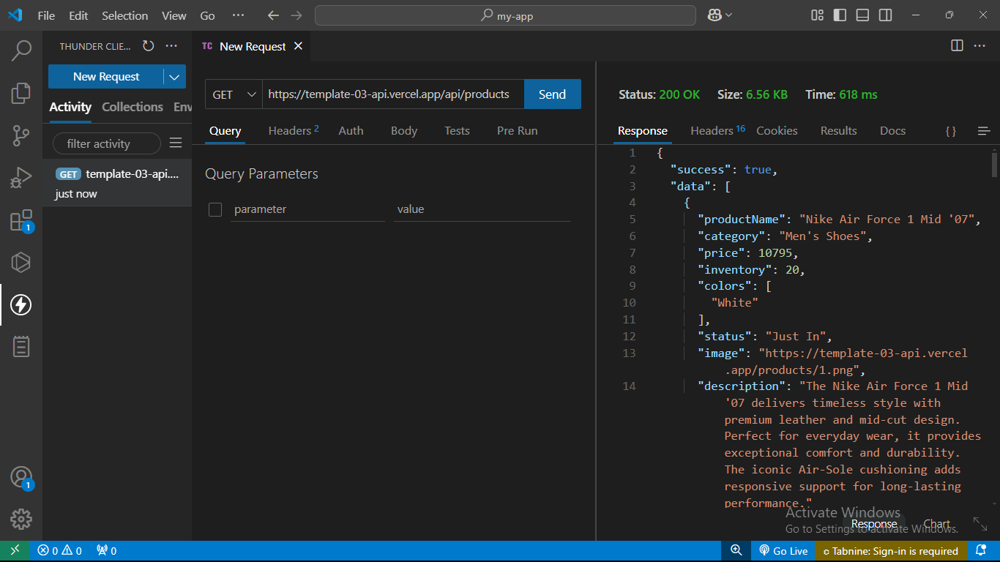 File Edit Selection View Go ··· my-app
THUNDER CLIE... ···
TC New Request
New Request
Activity Collections Env
filter activity
GET template-03-api....
just now
GET https://template-03-api.vercel.app/api/products Send
Query Headers 2 Auth Body Tests Pre Run
Query Parameters
parameter value
Status: 200 OK Size: 6.56 KB Time: 618 ms
Response Headers 16 Cookies Results Docs { }
1 {
2 "success": true,
3 "data": [
4 {
5 "productName": "Nike Air Force 1 Mid '07",
6 "category": "Men's Shoes",
7 "price": 10795,
8 "inventory": 20,
9 "colors": [
10 "White"
11 ],
12 "status": "Just In",
13 "image": "https://template-03-api.vercel
.app/products/1.png",
14 "description": "The Nike Air Force 1 Mid
'07 delivers timeless style with
premium leather and mid-cut design.
Perfect for everyday wear, it provides
exceptional comfort and durability.
The iconic Air-Sole cushioning adds
responsive support for long-lasting
performance."
Activate Windows
Go to Settings to activate Windows.
Response Chart
1
1
0 0 0 Go Live Tabnine: Sign-in is required